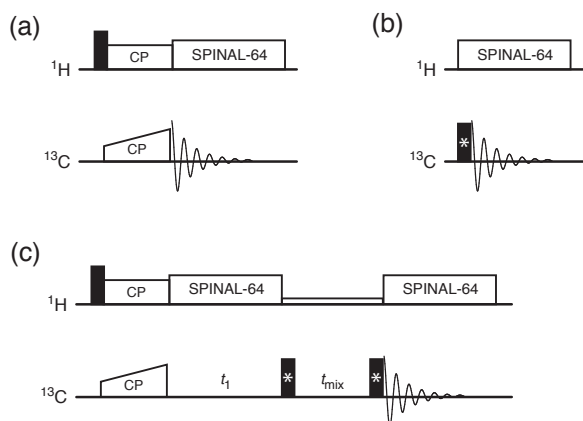 (a)
(b)
CP
SPINAL-64
SPINAL-64
¹H
¹H
CP
*
¹³C
¹³C
(c)
CP
SPINAL-64
SPINAL-64
¹H
CP
t₁
*
tmix
*
¹³C